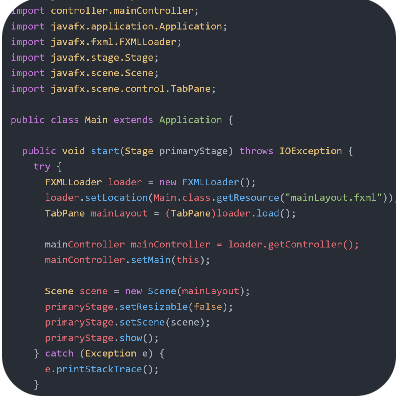 import controller.mainController;
import javafx.application.Application;
import javafx.fxml.FXMLLoader;
import javafx.stage.Stage;
import javafx.scene.Scene;
import javafx.scene.control.TabPane;

public class Main extends Application {

  public void start(Stage primaryStage) throws IOException {
    try {
      FXMLLoader loader = new FXMLLoader();
      loader.setLocation(Main.class.getResource("mainLayout.fxml"));
      TabPane mainLayout = (TabPane)loader.load();

      mainController mainController = loader.getController();
      mainController.setMain(this);

      Scene scene = new Scene(mainLayout);
      primaryStage.setResizable(false);
      primaryStage.setScene(scene);
      primaryStage.show();
    } catch (Exception e) {
      e.printStackTrace();
    }